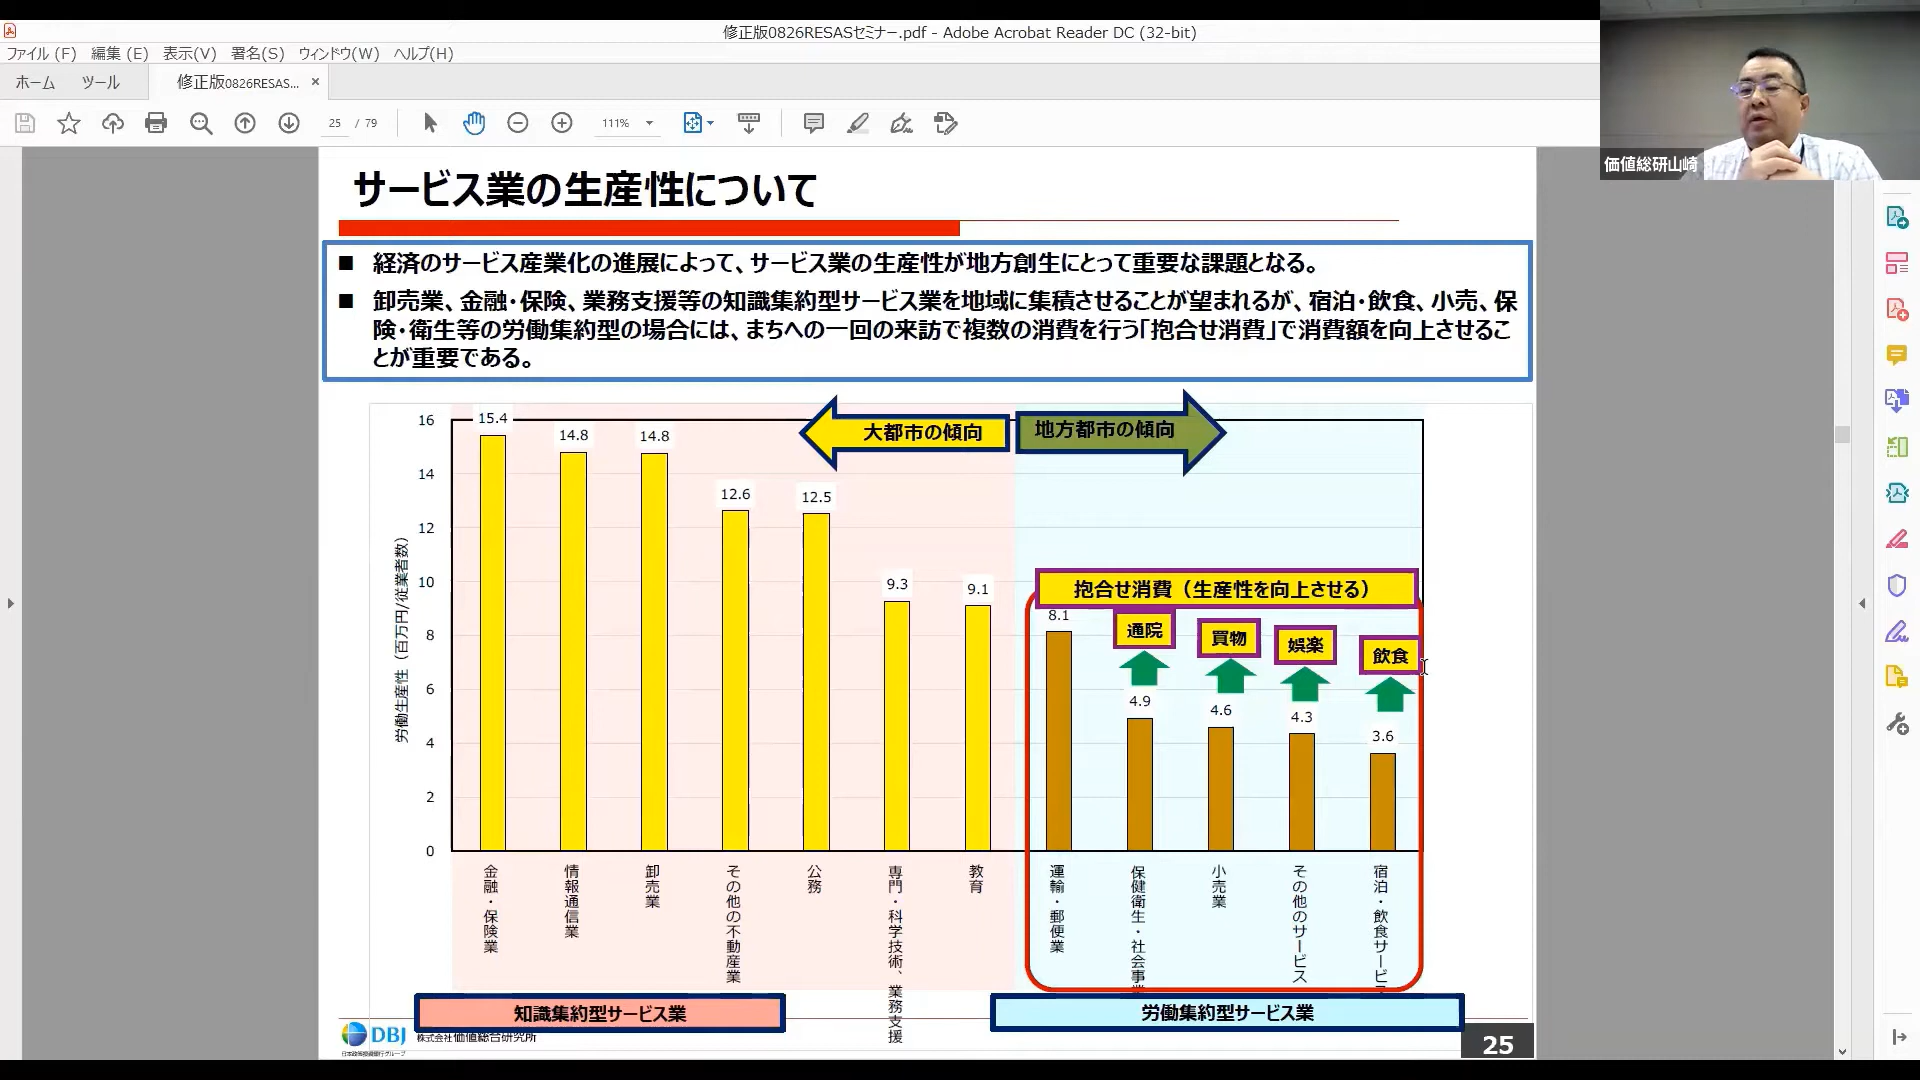 修正版0826RESASセミナー.pdf - Adobe Acrobat Reader DC (32-bit)
ファイル (F) 編集 (E) 表示(V) 署名(S) ウィンドウ(W) ヘルプ(H)
ホーム ツール 修正版0826RESAS... ×
25 / 79 111%
価値総研山崎
サービス業の生産性について
■ 経済のサービス産業化の進展によって、サービス業の生産性が地方創生にとって重要な課題となる。
■ 卸売業、金融・保険、業務支援等の知識集約型サービス業を地域に集積させることが望まれるが、宿泊・飲食、小売、保
険・衛生等の労働集約型の場合には、まちへの一回の来訪で複数の消費を行う「抱合せ消費」で消費額を向上させるこ
とが重要である。
大都市の傾向 地方都市の傾向
労働生産性（百万円/従業者数）
16
14
12
10
8
6
4
2
0
15.4
14.8
14.8
12.6
12.5
9.3
9.1
8.1
4.9
4.6
4.3
3.6
抱合せ消費（生産性を向上させる）
通院
買物
娯楽
飲食
金融・保険業
情報通信業
卸売業
その他の不動産業
公務
専門・科学技術、業務支援
教育
運輸・郵便業
保健衛生・社会事業
小売業
その他のサービス
宿泊・飲食サービス
知識集約型サービス業
労働集約型サービス業
DBJ 株式会社価値総合研究所
日本政策投資銀行グループ
25